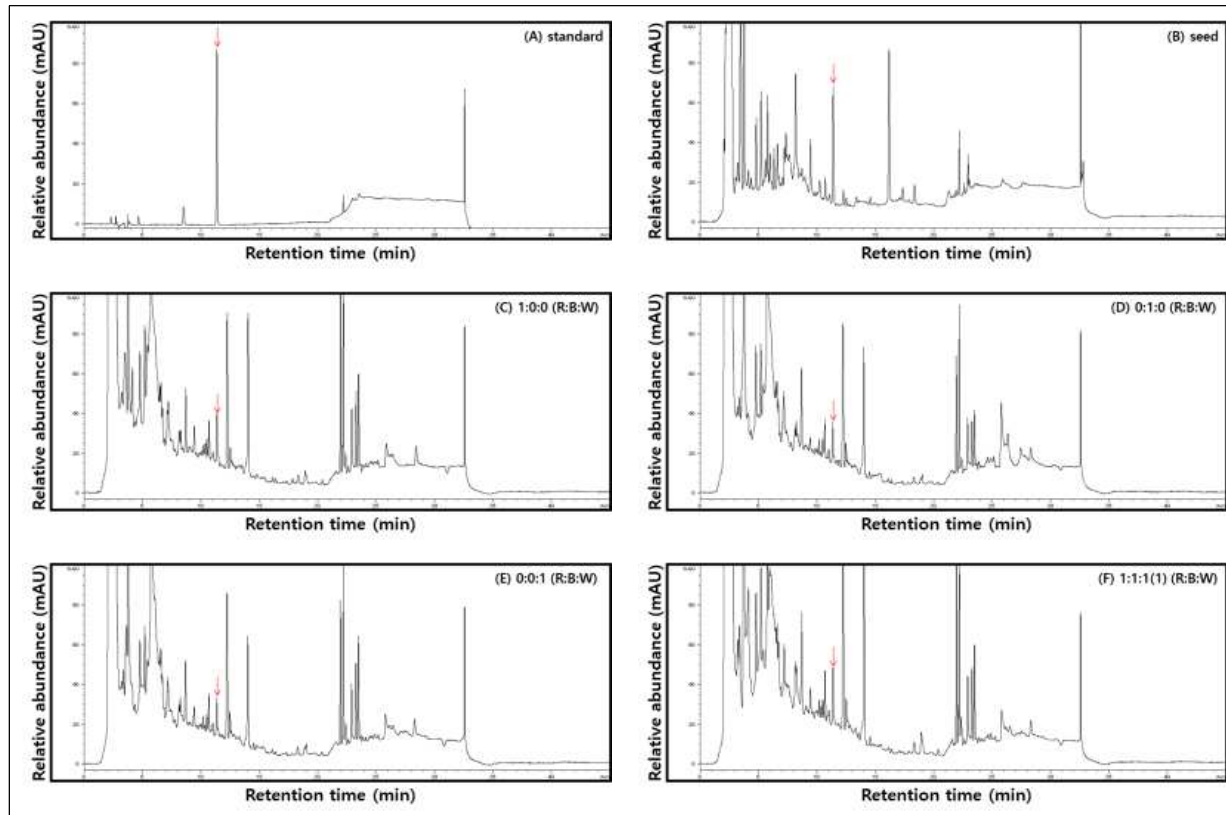 (A) standard
Relative abundance (mAU)
Retention time (min)
(B) seed
Relative abundance (mAU)
Retention time (min)
(C) 1:0:0 (R:B:W)
Relative abundance (mAU)
Retention time (min)
(D) 0:1:0 (R:B:W)
Relative abundance (mAU)
Retention time (min)
(E) 0:0:1 (R:B:W)
Relative abundance (mAU)
Retention time (min)
(F) 1:1:1(1) (R:B:W)
Relative abundance (mAU)
Retention time (min)